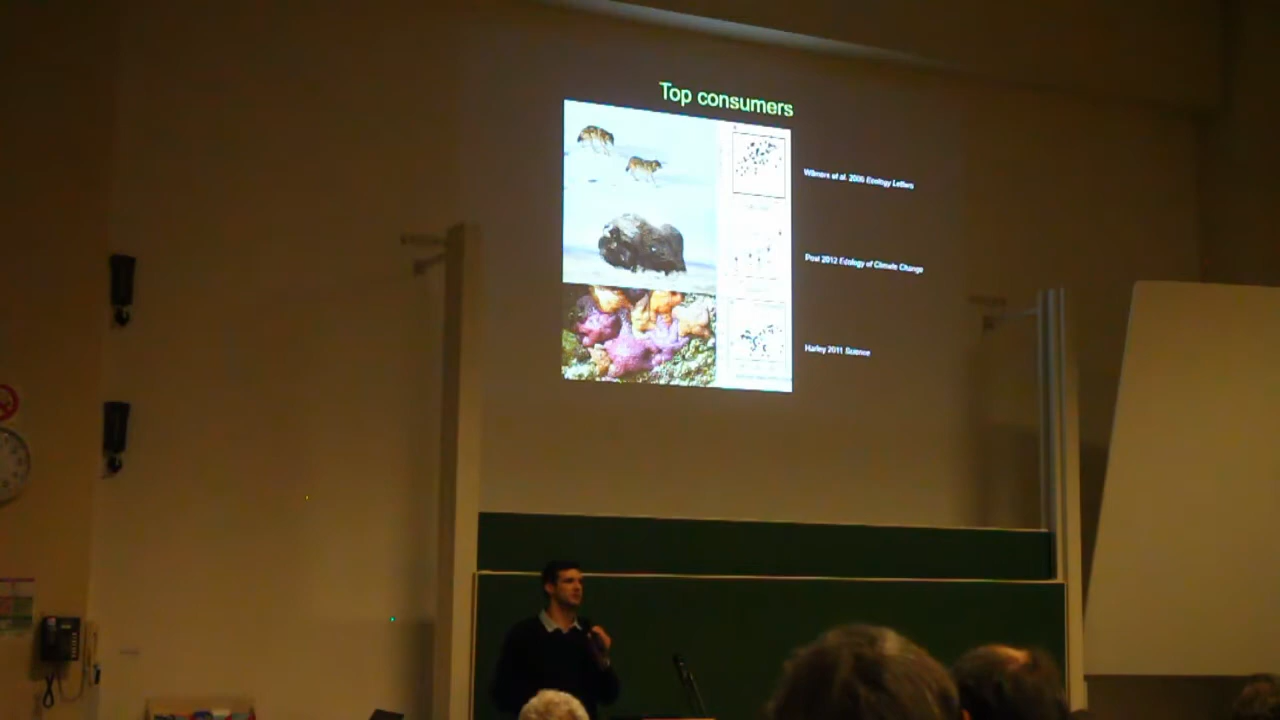 Top consumers
Wilmers et al. 2006 Ecology Letters
Post 2012 Ecology of Climate Change
Harley 2011 Science